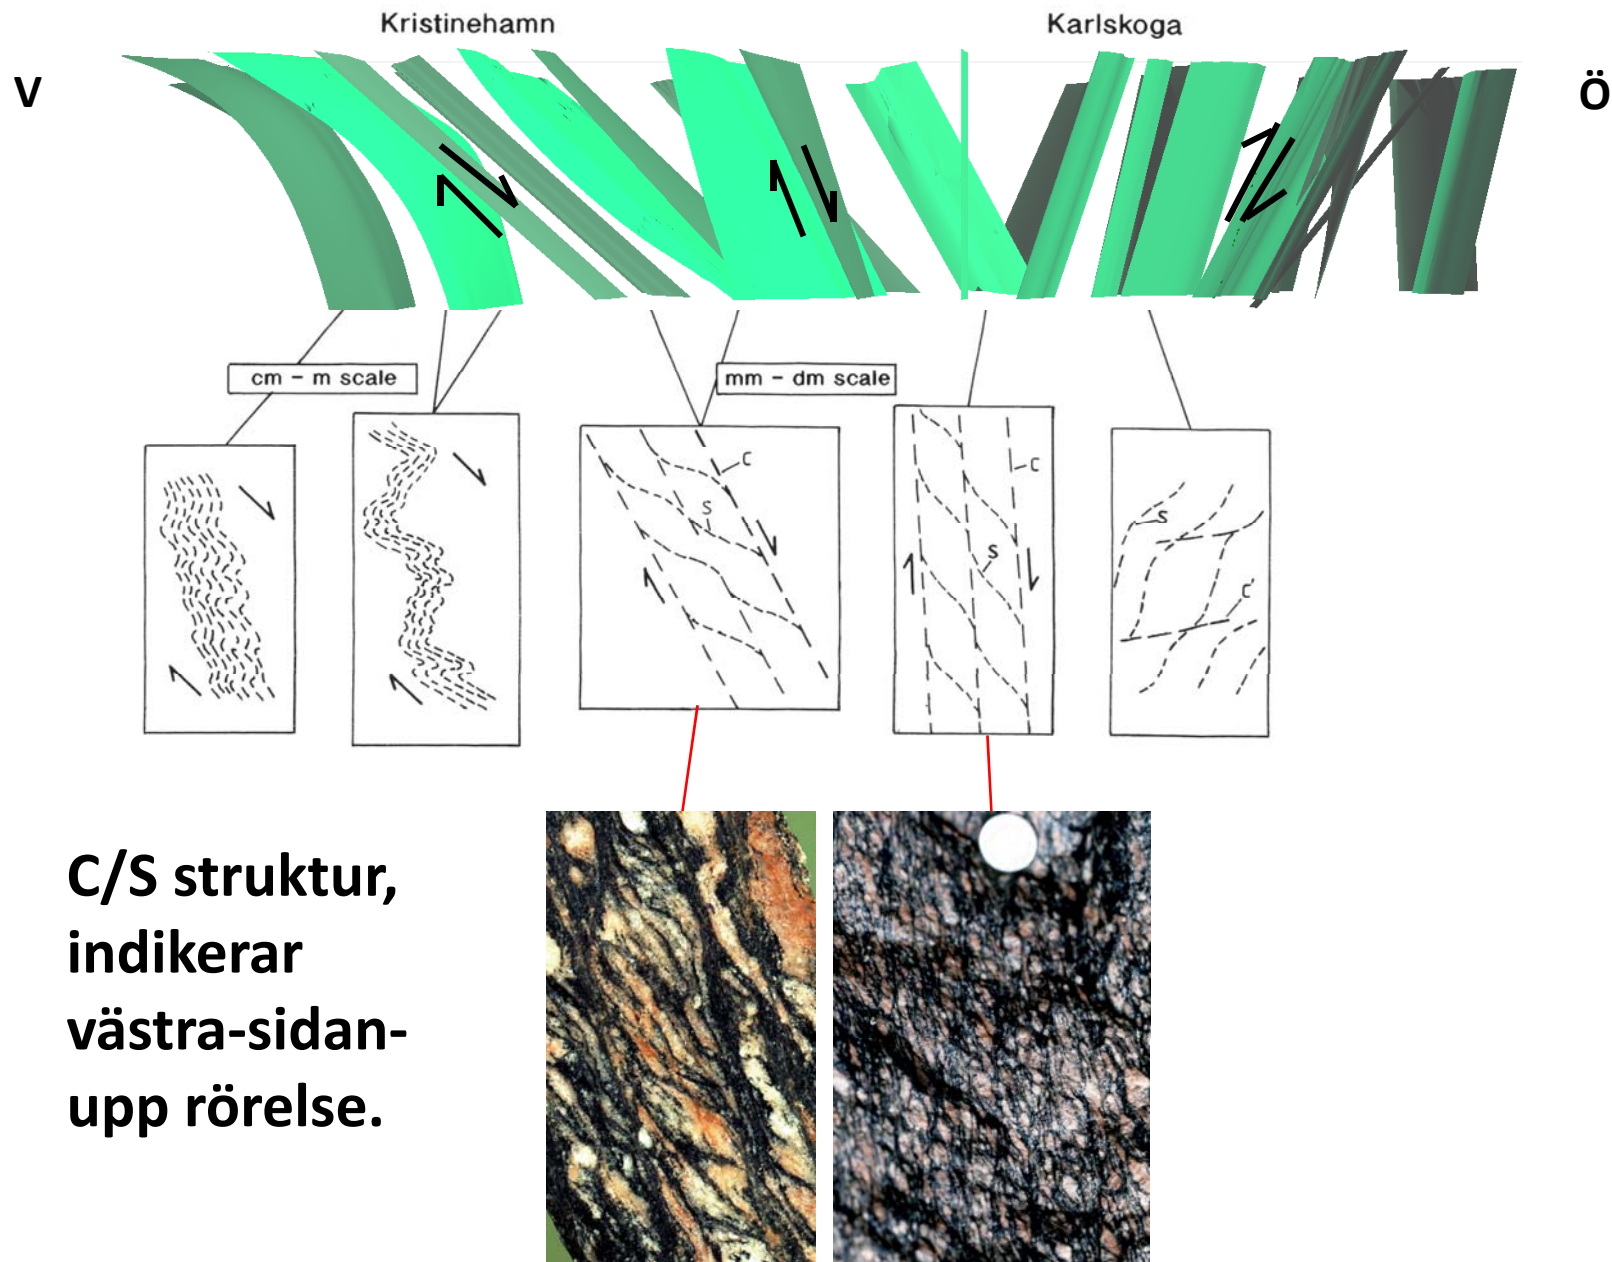 Kristinehamn
Karlskoga
V
Ö
cm – m scale
mm – dm scale
C
S
C
S
S
C'
C/S struktur,
indikerar
västra-sidan-
upp rörelse.